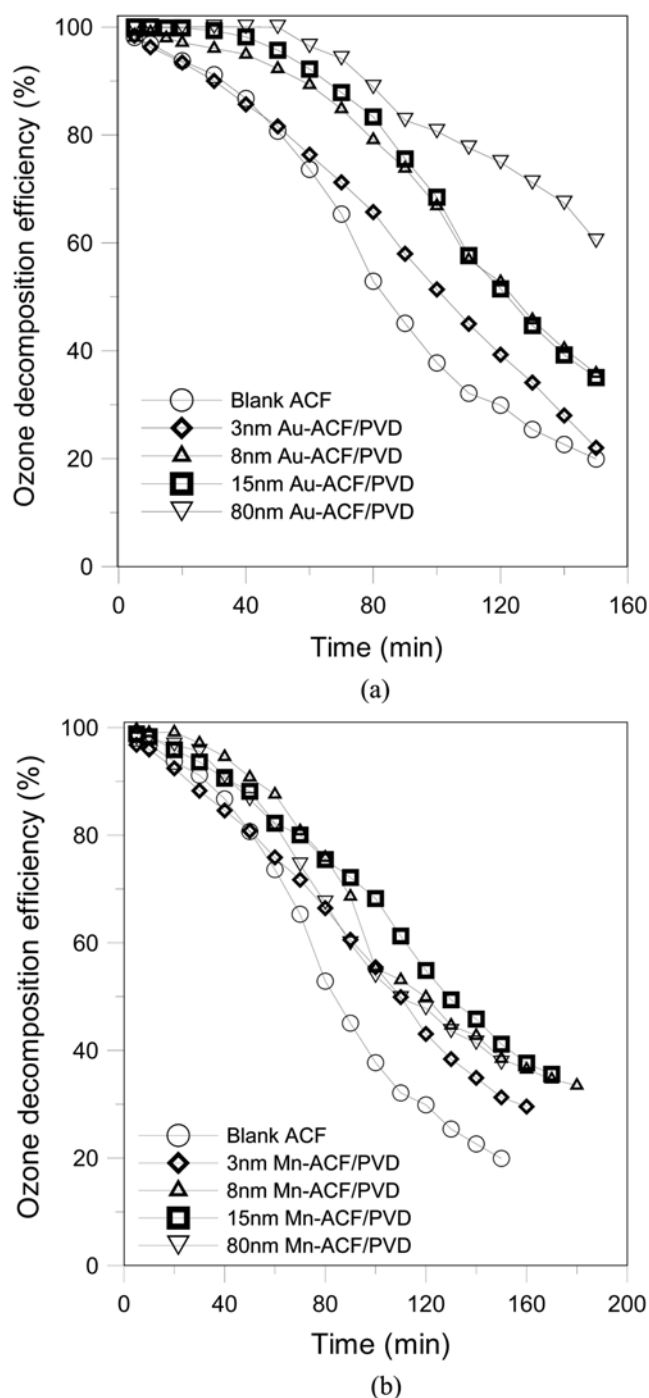 Ozone decomposition efficiency (%)
100
80
60
40
20
0
Blank ACF
3nm Au-ACF/PVD
8nm Au-ACF/PVD
15nm Au-ACF/PVD
80nm Au-ACF/PVD
0 40 80 120 160
Time (min)
(a)
Ozone decomposition efficiency (%)
100
80
60
40
20
0
Blank ACF
3nm Mn-ACF/PVD
8nm Mn-ACF/PVD
15nm Mn-ACF/PVD
80nm Mn-ACF/PVD
0 40 80 120 160 200
Time (min)
(b)